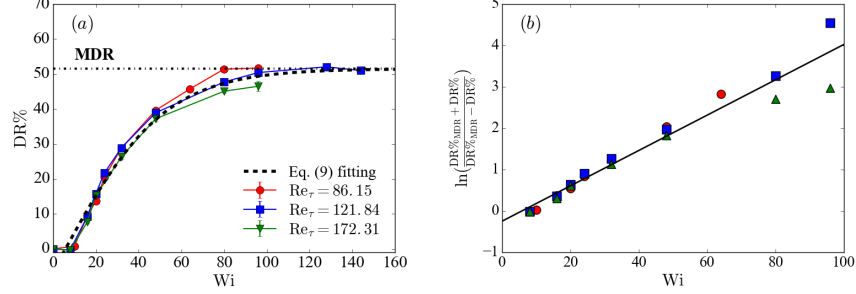 (a)
MDR
DR%
70
60
50
40
30
20
10
0
0 20 40 60 80 100 120 140 160
Wi
Eq. (9) fitting
Re_τ = 86.15
Re_τ = 121.84
Re_τ = 172.31
(b)
ln(DR%_MDR + DR% / DR%_MDR − DR%)
5
4
3
2
1
0
−1
0 20 40 60 80 100
Wi